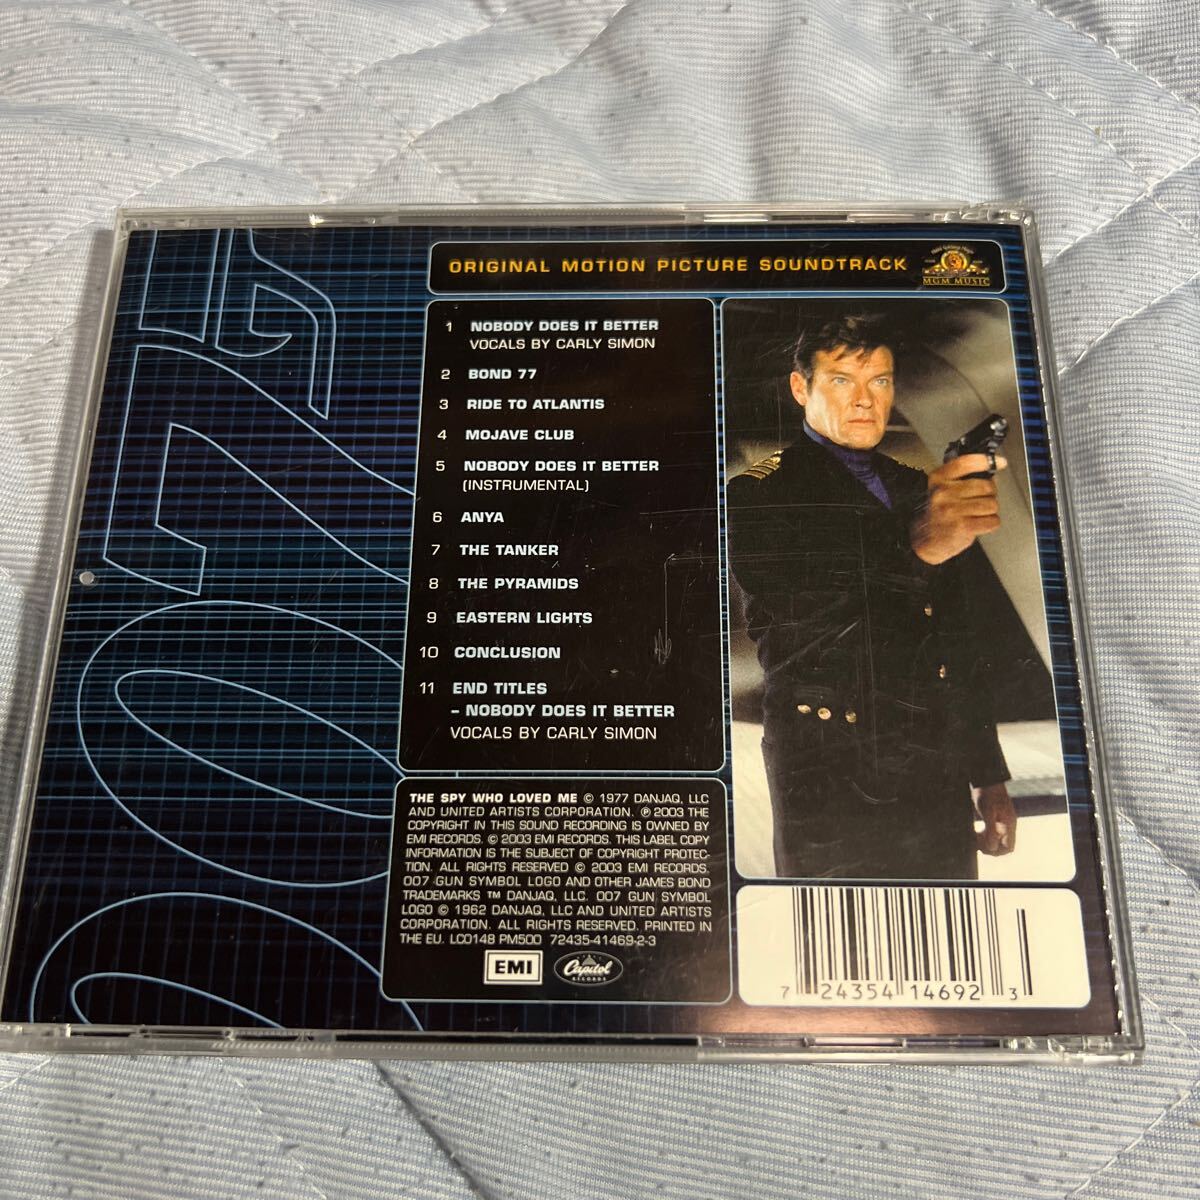 ORIGINAL MOTION PICTURE SOUNDTRACK
MGM MUSIC
1 NOBODY DOES IT BETTER
VOCALS BY CARLY SIMON
2 BOND 77
3 RIDE TO ATLANTIS
4 MOJAVE CLUB
5 NOBODY DOES IT BETTER
(INSTRUMENTAL)
6 ANYA
7 THE TANKER
8 THE PYRAMIDS
9 EASTERN LIGHTS
10 CONCLUSION
11 END TITLES
– NOBODY DOES IT BETTER
VOCALS BY CARLY SIMON
THE SPY WHO LOVED ME © 1977 DANJAQ, LLC
AND UNITED ARTISTS CORPORATION. ℗ 2003 THE
COPYRIGHT IN THIS SOUND RECORDING IS OWNED BY
EMI RECORDS. © 2003 EMI RECORDS. THIS LABEL COPY
INFORMATION IS THE SUBJECT OF COPYRIGHT PROTEC-
TION. ALL RIGHTS RESERVED © 2003 EMI RECORDS.
007 GUN SYMBOL LOGO AND OTHER JAMES BOND
TRADEMARKS ™ DANJAQ, LLC. 007 GUN SYMBOL
LOGO © 1962 DANJAQ, LLC AND UNITED ARTISTS
CORPORATION. ALL RIGHTS RESERVED. PRINTED IN
THE EU. LC0148 PM500 72435-41469-2-3
EMI
Capitol
RECORDS
7 24354 14692 3
007